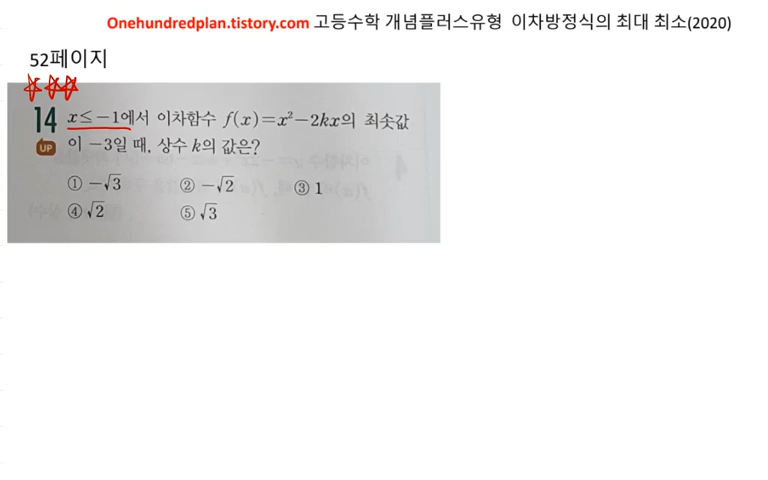 Onehundredplan.tistory.com 고등수학 개념플러스유형 이차방정식의 최대 최소(2020)
52페이지
14 x≤-1에서 이차함수 f(x)=x²-2kx의 최솟값
UP 이 -3일 때, 상수 k의 값은?
① -√3 ② -√2 ③ 1
④ √2 ⑤ √3